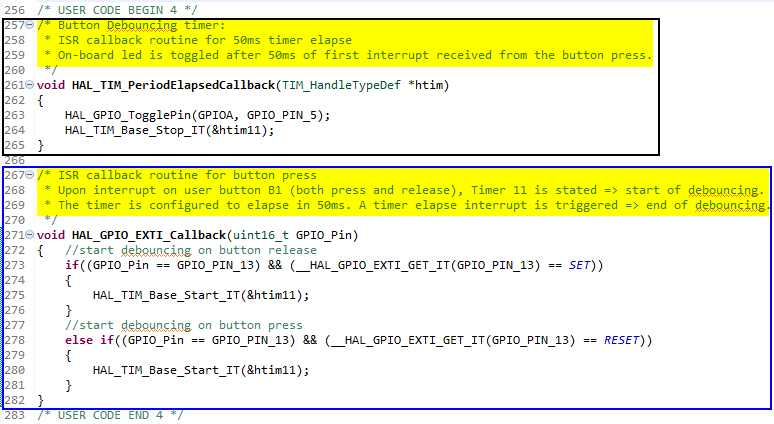 256 /* USER CODE BEGIN 4 */
257 /* Button Debouncing timer:
258 * ISR callback routine for 50ms timer elapse
259 * On-board led is toggled after 50ms of first interrupt received from the button press.
260 */
261 void HAL_TIM_PeriodElapsedCallback(TIM_HandleTypeDef *htim)
262 {
263 HAL_GPIO_TogglePin(GPIOA, GPIO_PIN_5);
264 HAL_TIM_Base_Stop_IT(&htim11);
265 }
266
267 /* ISR callback routine for button press
268 * Upon interrupt on user button B1 (both press and release), Timer 11 is stated => start of debouncing.
269 * The timer is configured to elapse in 50ms. A timer elapse interrupt is triggered => end of debouncing.
270 */
271 void HAL_GPIO_EXTI_Callback(uint16_t GPIO_Pin)
272 { //start debouncing on button release
273 if((GPIO_Pin == GPIO_PIN_13) && (__HAL_GPIO_EXTI_GET_IT(GPIO_PIN_13) == SET))
274 {
275 HAL_TIM_Base_Start_IT(&htim11);
276 }
277 //start debouncing on button press
278 else if((GPIO_Pin == GPIO_PIN_13) && (__HAL_GPIO_EXTI_GET_IT(GPIO_PIN_13) == RESET))
279 {
280 HAL_TIM_Base_Start_IT(&htim11);
281 }
282 }
283 /* USER CODE END 4 */